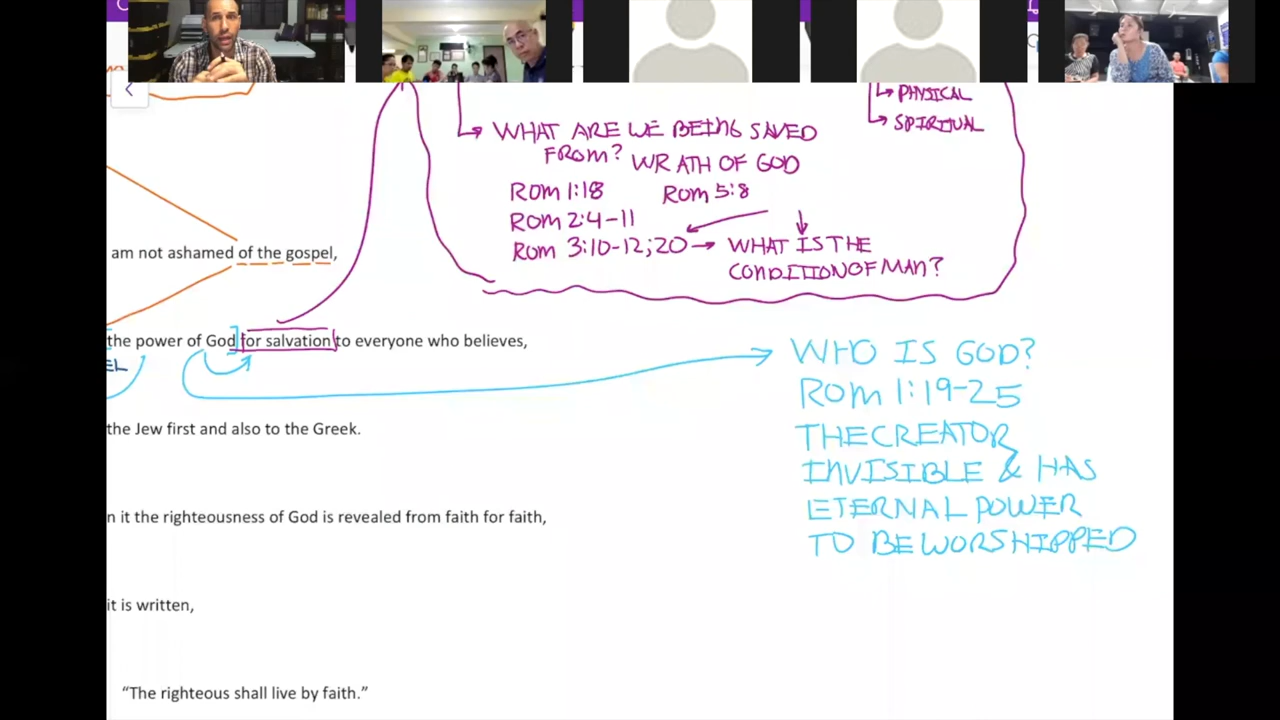 PHYSICAL
SPIRITUAL
WHAT ARE WE BEING SAVED
FROM? WRATH OF GOD
Rom 1:18 Rom 5:8
Rom 2:4-11
Rom 3:10-12;20 → WHAT IS THE
CONDITION OF MAN?
am not ashamed of the gospel,
the power of God for salvation to everyone who believes,
EL
WHO IS GOD?
Rom 1:19-25
THE CREATOR
INVISIBLE & HAS
ETERNAL POWER
TO BE WORSHIPPED
the Jew first and also to the Greek.
n it the righteousness of God is revealed from faith for faith,
it is written,
“The righteous shall live by faith.”